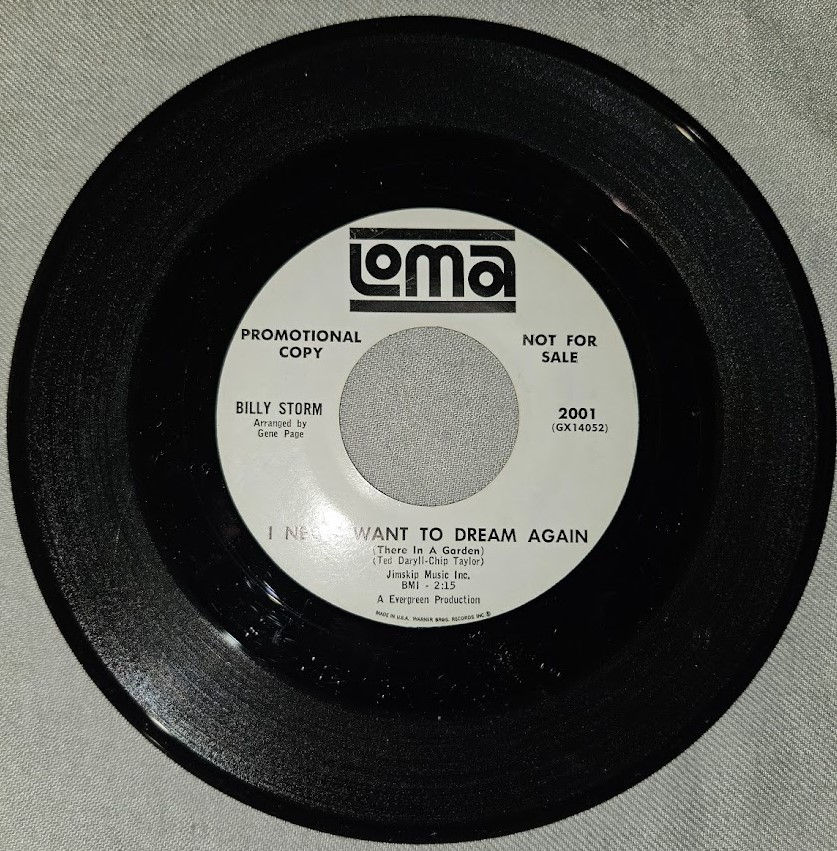 Loma
PROMOTIONAL
COPY
NOT FOR
SALE
BILLY STORM
Arranged by
Gene Page
2001
(GX14052)
I WANT TO DREAM AGAIN
(There In A Garden)
(Ted Daryll-Chip Taylor)
Jimskip Music Inc.
BMI - 2:15
A Evergreen Production
MADE IN U.S.A. WARNER BROS. RECORDS INC.